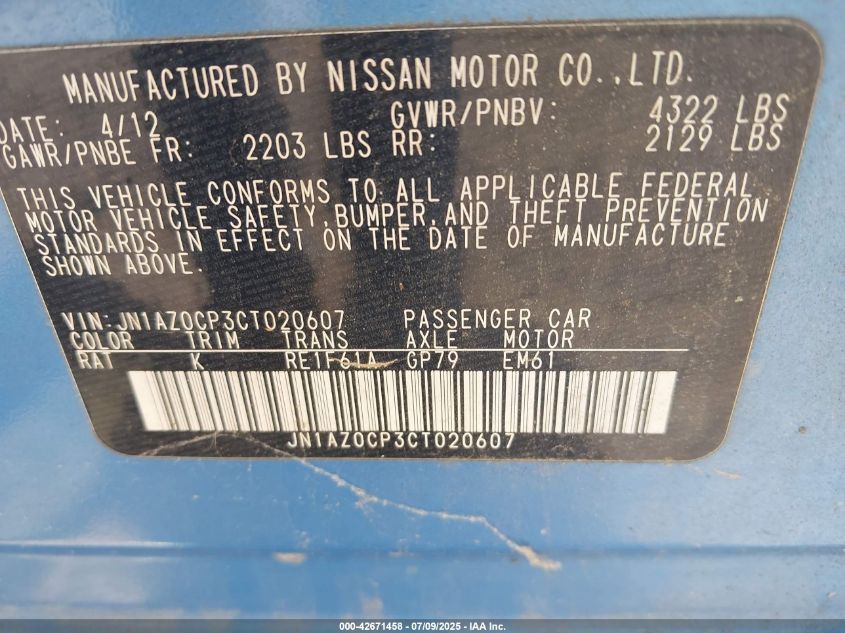 MANUFACTURED BY NISSAN MOTOR CO.,LTD.
DATE: 4/12 GVWR/PNBV: 4322 LBS
GAWR/PNBE FR: 2203 LBS RR: 2129 LBS
THIS VEHICLE CONFORMS TO ALL APPLICABLE FEDERAL
MOTOR VEHICLE SAFETY,BUMPER,AND THEFT PREVENTION
STANDARDS IN EFFECT ON THE DATE OF MANUFACTURE
SHOWN ABOVE.
VIN:JN1AZ0CP3CT020607 PASSENGER CAR
COLOR TRIM TRANS AXLE MOTOR
RAT K RE1F61A GP79 EM61
JN1AZ0CP3CT020607
000-42671458 - 07/09/2025 - IAA Inc.